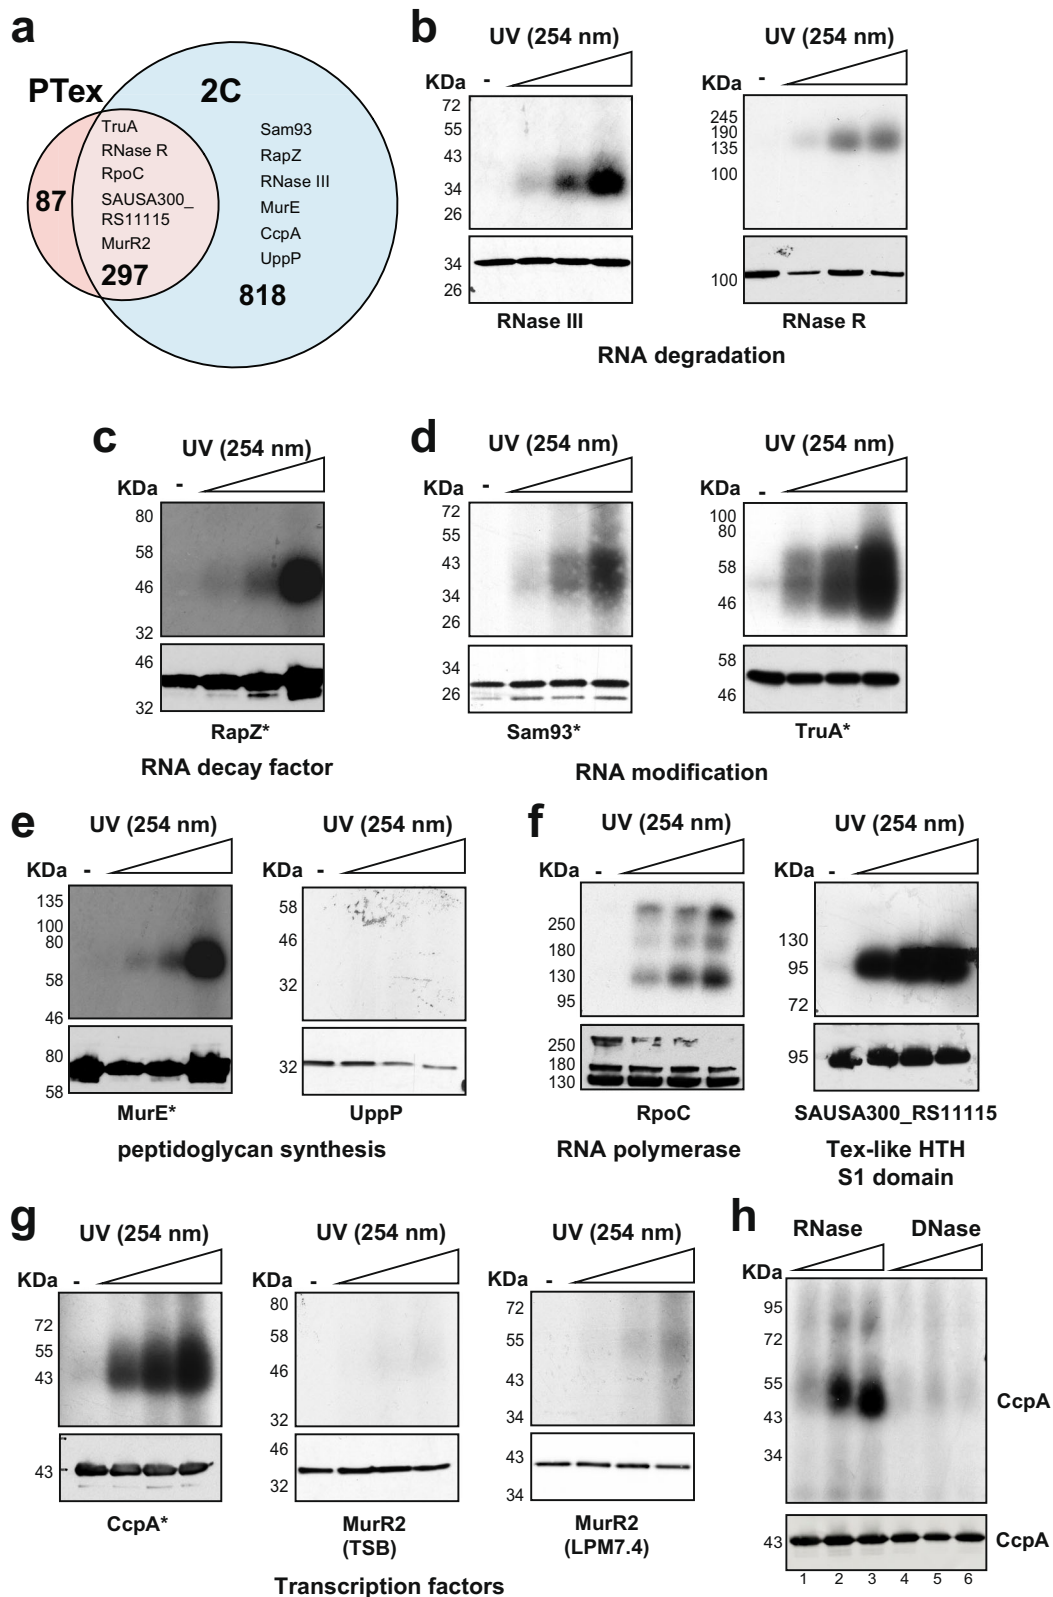 a
PTex
2C
TruA
RNase R
RpoC
SAUSA300_
RS11115
MurR2
87
297
Sam93
RapZ
RNase III
MurE
CcpA
UppP
818
b
UV (254 nm)
KDa
-
72
55
43
34
26
34
26
RNase III
UV (254 nm)
KDa
-
245
190
135
100
100
RNase R
RNA degradation
c
UV (254 nm)
KDa
-
80
58
46
32
46
32
RapZ*
RNA decay factor
d
UV (254 nm)
KDa
-
72
55
43
34
26
34
26
Sam93*
UV (254 nm)
KDa
-
100
80
58
46
58
46
TruA*
RNA modification
e
UV (254 nm)
KDa
-
135
100
80
58
46
80
58
MurE*
UV (254 nm)
KDa
-
58
46
32
32
UppP
peptidoglycan synthesis
f
UV (254 nm)
KDa
-
250
180
130
95
250
180
130
RpoC
RNA polymerase
UV (254 nm)
KDa
-
130
95
72
95
SAUSA300_RS11115
Tex-like HTH
S1 domain
g
UV (254 nm)
KDa
-
72
55
43
43
CcpA*
UV (254 nm)
KDa
-
80
58
46
32
46
32
MurR2
(TSB)
UV (254 nm)
KDa
-
72
55
43
34
43
34
MurR2
(LPM7.4)
Transcription factors
h
RNase
DNase
KDa
95
72
55
43
34
CcpA
43
CcpA
1 2 3 4 5 6